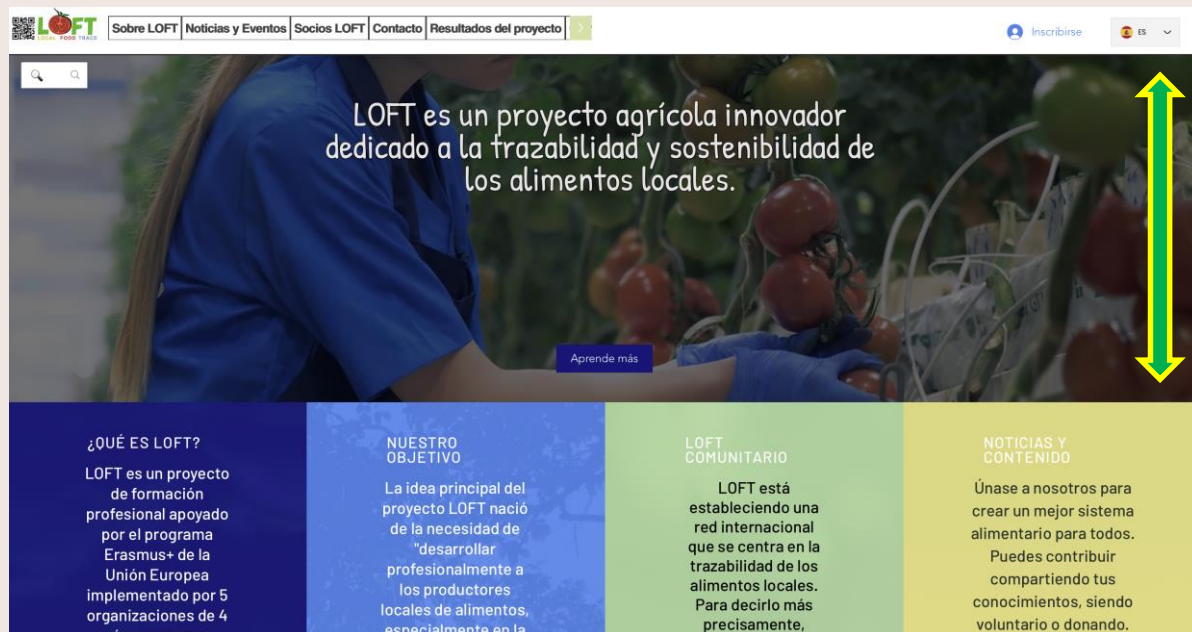 LOFT
LOCAL FOOD TRACE
Sobre LOFT
Noticias y Eventos
Socios LOFT
Contacto
Resultados del proyecto
Inscribirse
ES
LOFT es un proyecto agrícola innovador
dedicado a la trazabilidad y sostenibilidad de
los alimentos locales.
Aprende más
¿QUÉ ES LOFT?
LOFT es un proyecto
de formación
profesional apoyado
por el programa
Erasmus+ de la
Unión Europea
implementado por 5
organizaciones de 4
NUESTRO
OBJETIVO
La idea principal del
proyecto LOFT nació
de la necesidad de
"desarrollar
profesionalmente a
los productores
locales de alimentos,
especialmente en la
LOFT
COMUNITARIO
LOFT está
estableciendo una
red internacional
que se centra en la
trazabilidad de los
alimentos locales.
Para decirlo más
precisamente,
NOTICIAS Y
CONTENIDO
Únase a nosotros para
crear un mejor sistema
alimentario para todos.
Puedes contribuir
compartiendo tus
conocimientos, siendo
voluntario o donando.